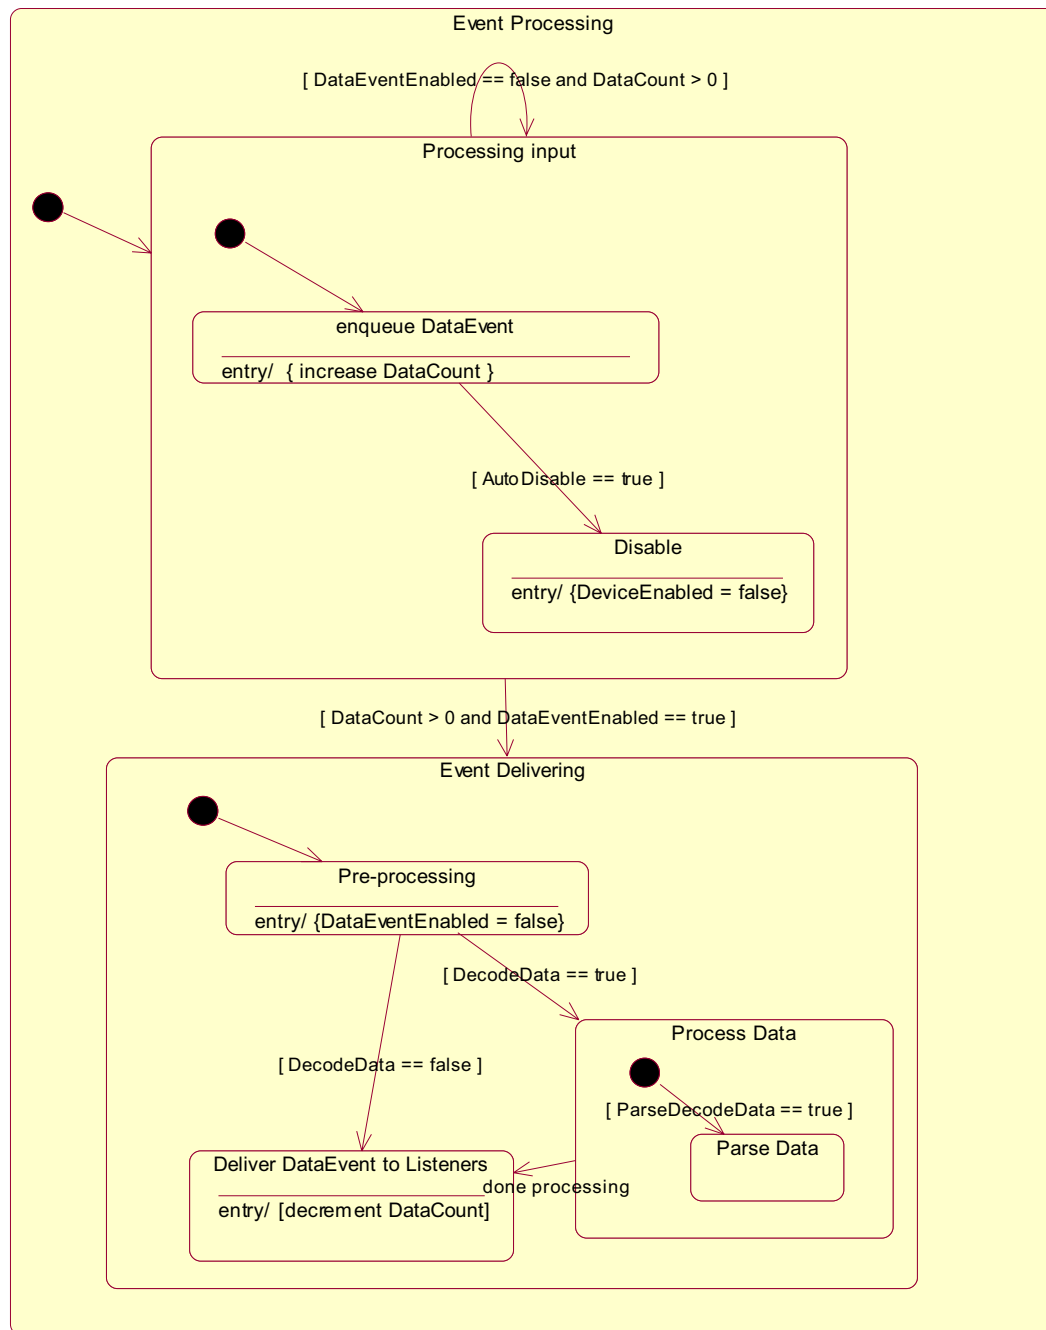 Event Processing
[ DataEventEnabled == false and DataCount > 0 ]
Processing input
enqueue DataEvent
entry/ { increase DataCount }
[ AutoDisable == true ]
Disable
entry/ {DeviceEnabled = false}
[ DataCount > 0 and DataEventEnabled == true ]
Event Delivering
Pre-processing
entry/ {DataEventEnabled = false}
[ DecodeData == true ]
Process Data
[ DecodeData == false ]
[ ParseDecodeData == true ]
Parse Data
Deliver DataEvent to Listeners
done processing
entry/ [decrement DataCount]